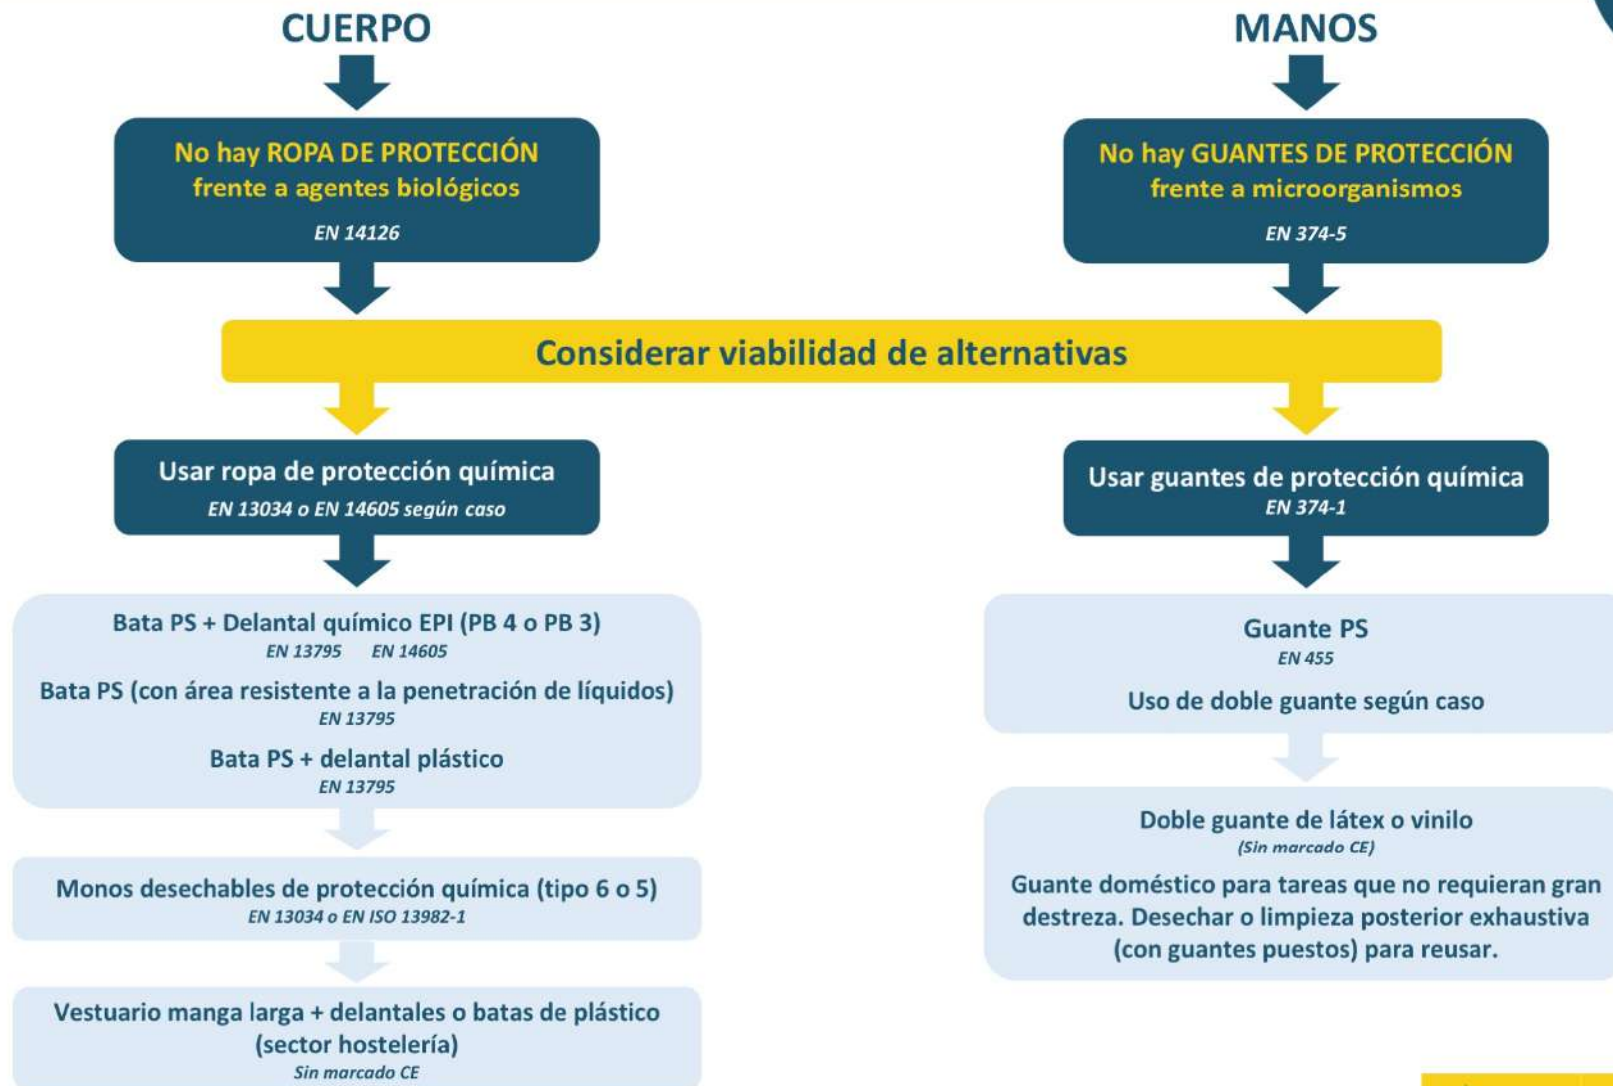 CUERPO
No hay ROPA DE PROTECCIÓN
frente a agentes biológicos
EN 14126
MANOS
No hay GUANTES DE PROTECCIÓN
frente a microorganismos
EN 374-5
Considerar viabilidad de alternativas
Usar ropa de protección química
EN 13034 o EN 14605 según caso
Bata PS + Delantal químico EPI (PB 4 o PB 3)
EN 13795 EN 14605
Bata PS (con área resistente a la penetración de líquidos)
EN 13795
Bata PS + delantal plástico
EN 13795
Monos desechables de protección química (tipo 6 o 5)
EN 13034 o EN ISO 13982-1
Vestuario manga larga + delantales o batas de plástico
(sector hostelería)
Sin marcado CE
Usar guantes de protección química
EN 374-1
Guante PS
EN 455
Uso de doble guante según caso
Doble guante de látex o vinilo
(Sin marcado CE)
Guante doméstico para tareas que no requieran gran
destreza. Desechar o limpieza posterior exhaustiva
(con guantes puestos) para reusar.